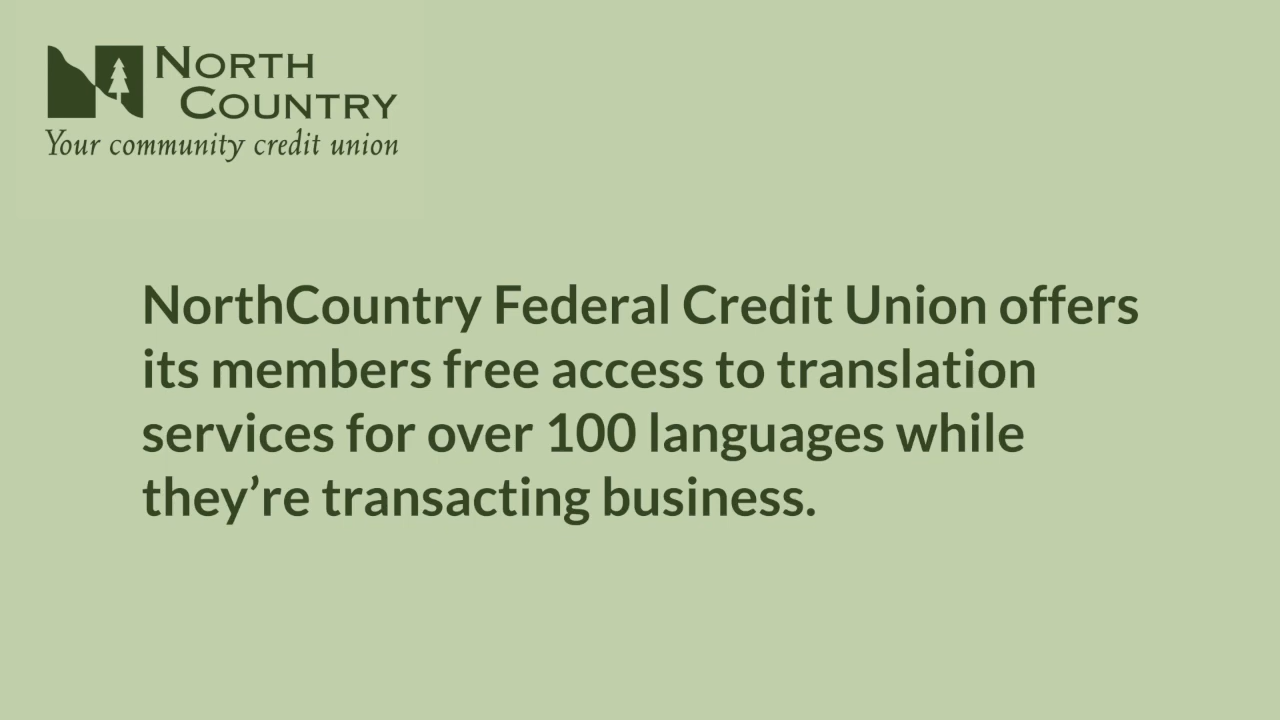 NORTH
COUNTRY
Your community credit union
NorthCountry Federal Credit Union offers
its members free access to translation
services for over 100 languages while
they’re transacting business.